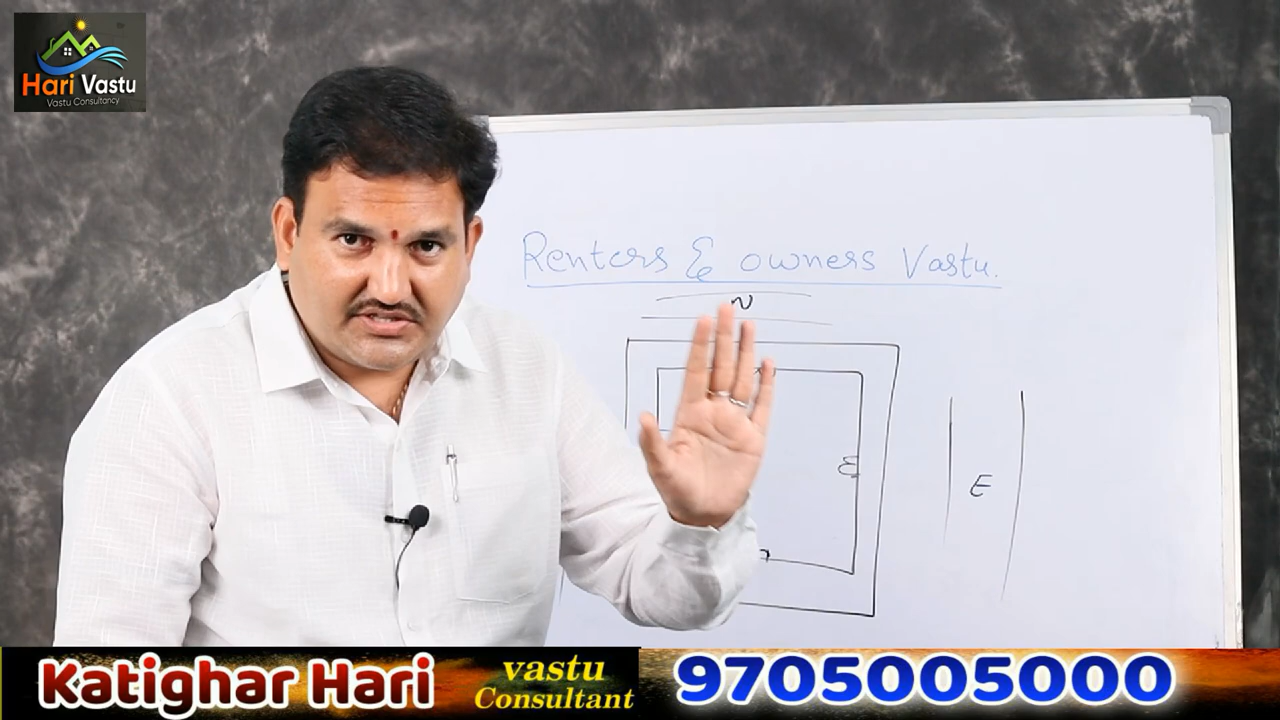 Hari Vastu
Vastu Consultancy
Renters & owners Vastu.
N
E
E
Katighar Hari
vastu
Consultant
9705005000